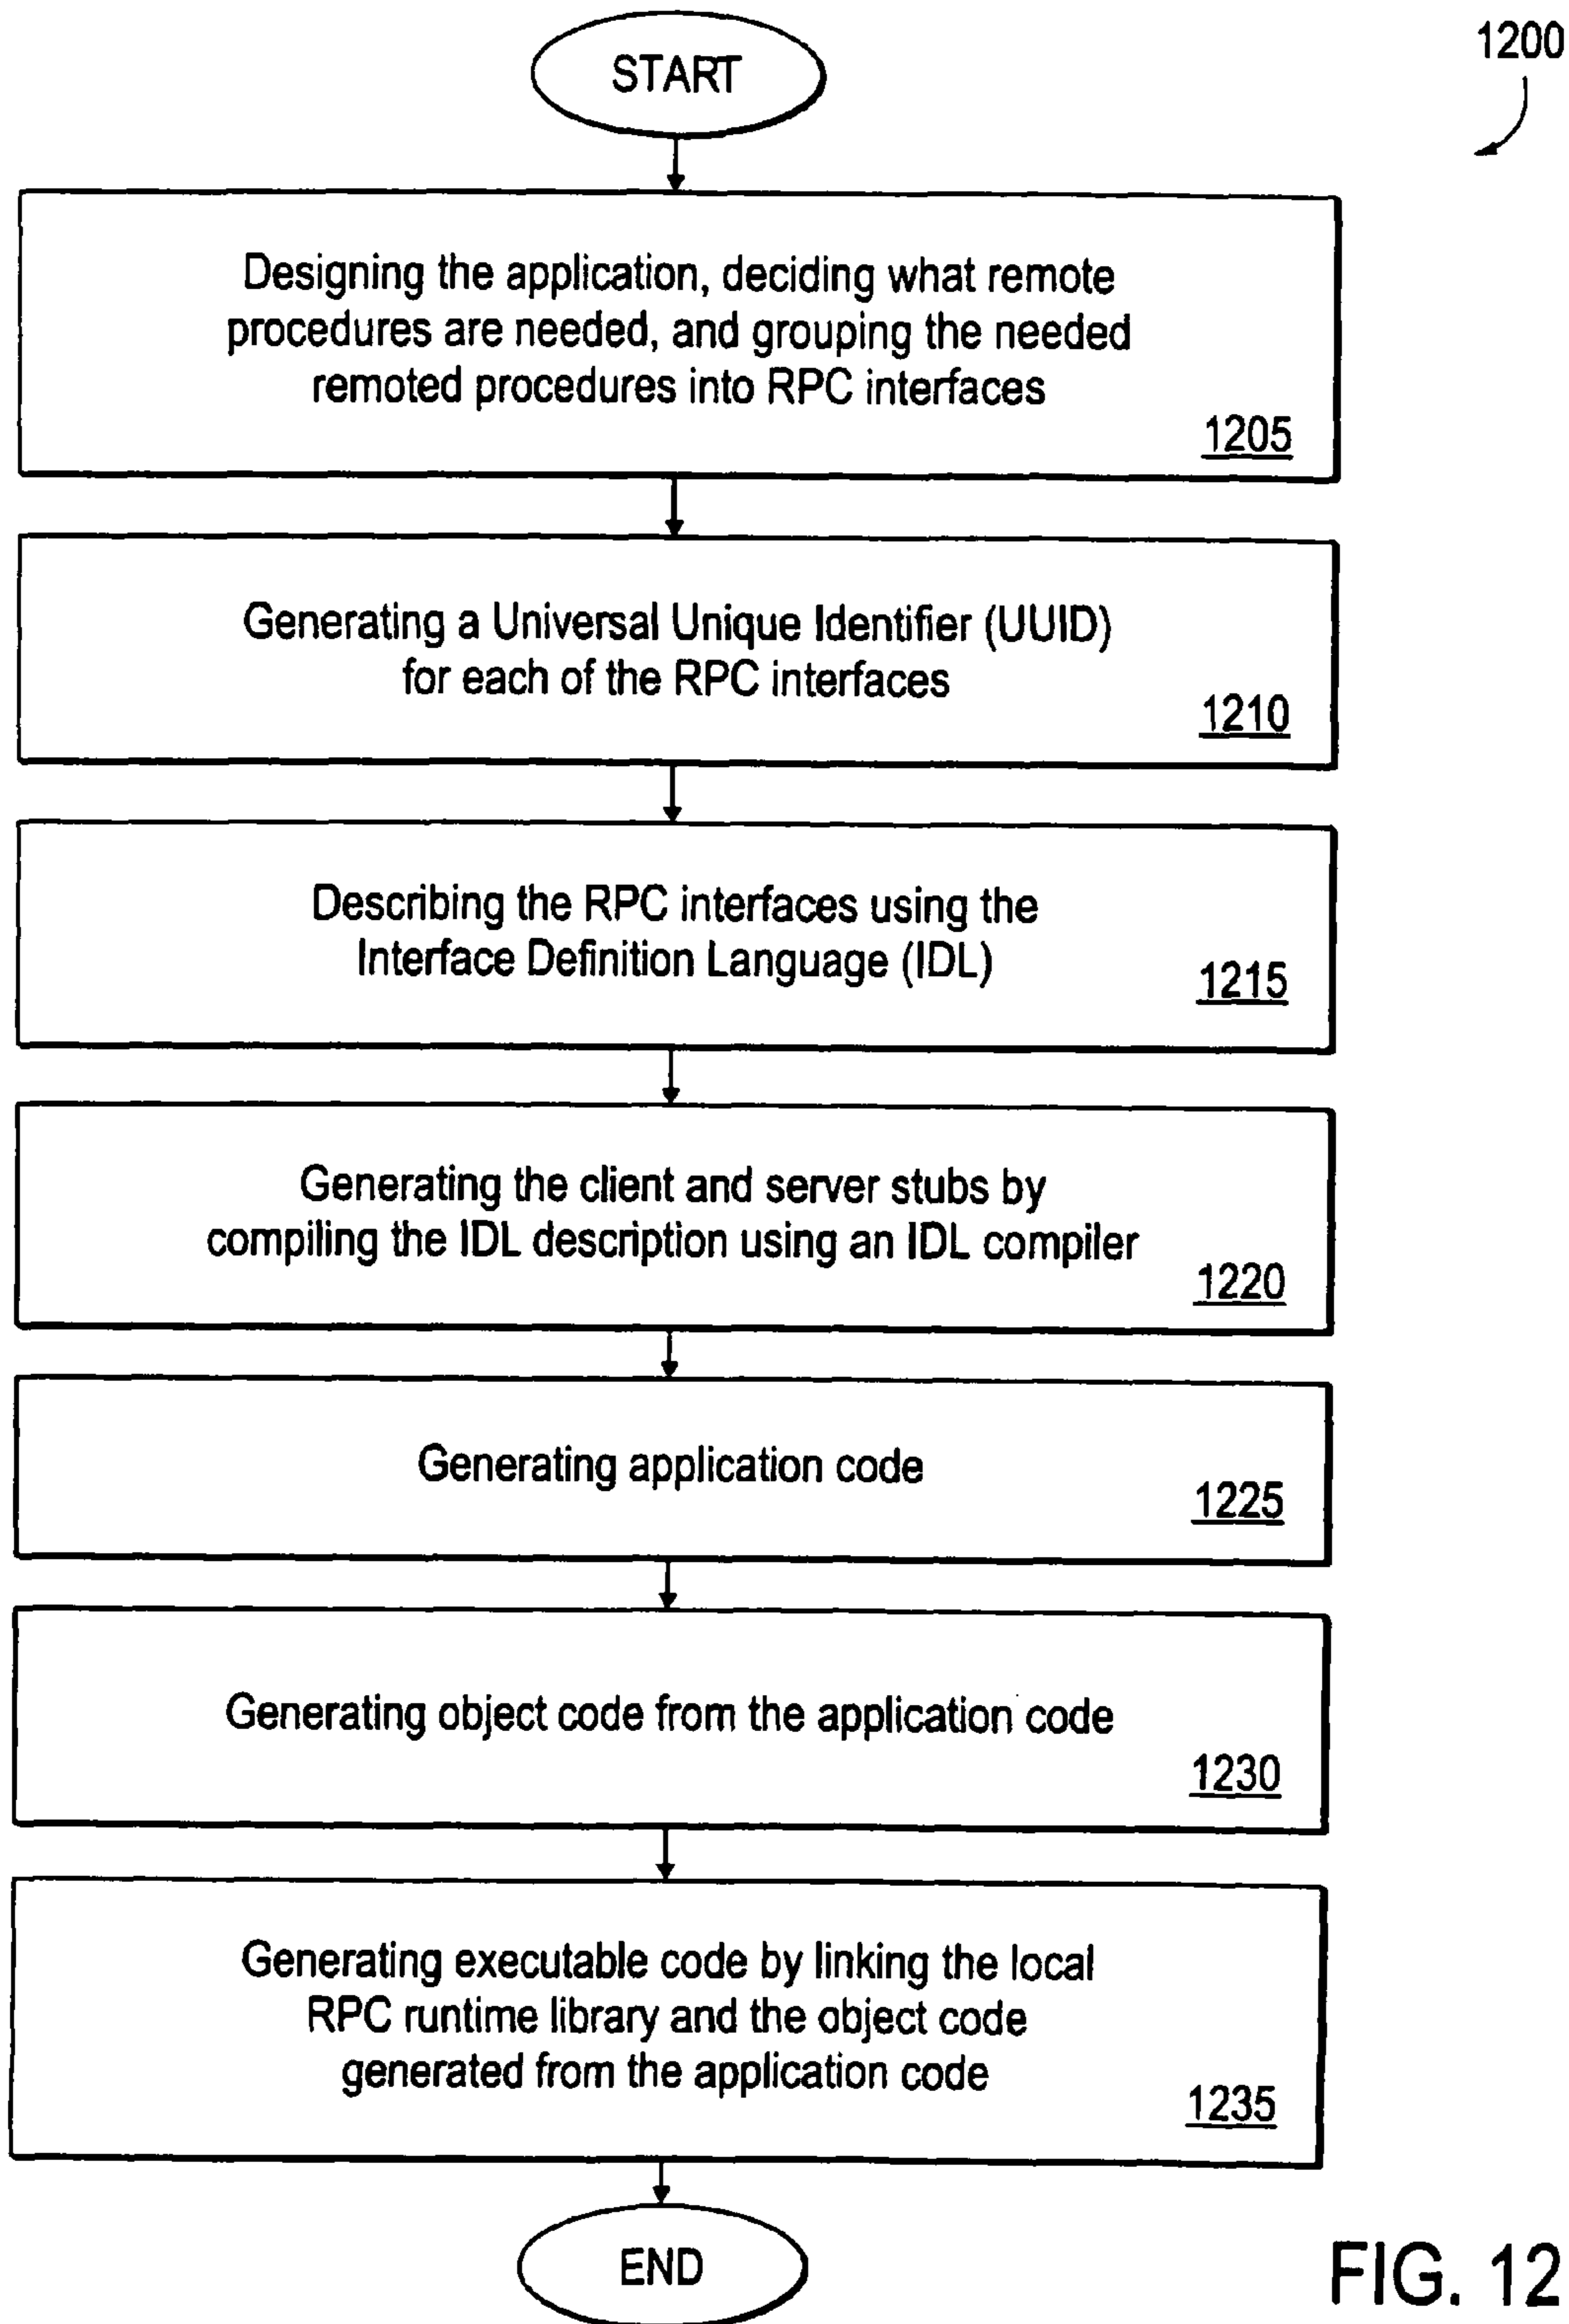 START
1200
Designing the application, deciding what remote
procedures are needed, and grouping the needed
remoted procedures into RPC interfaces
1205
Generating a Universal Unique Identifier (UUID)
for each of the RPC interfaces
1210
Describing the RPC interfaces using the
Interface Definition Language (IDL)
1215
Generating the client and server stubs by
compiling the IDL description using an IDL compiler
1220
Generating application code
1225
Generating object code from the application code
1230
Generating executable code by linking the local
RPC runtime library and the object code
generated from the application code
1235
END
FIG. 12